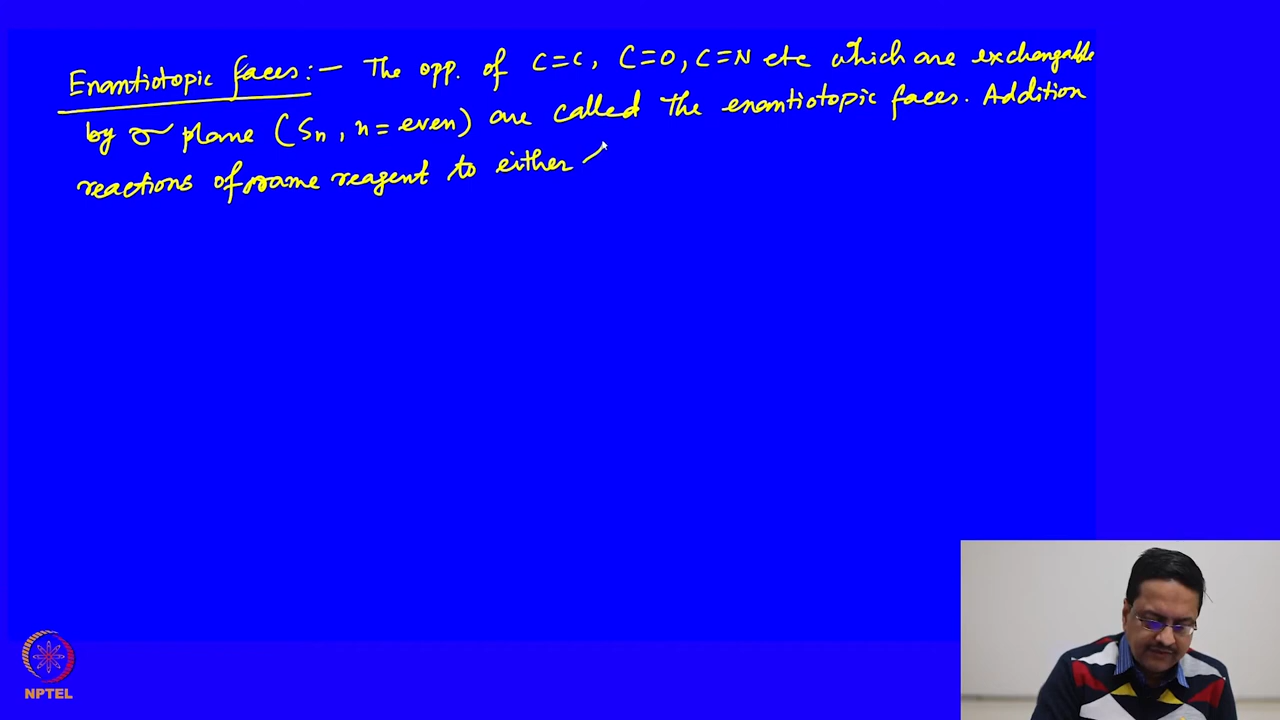 Enantiotopic faces:- The opp. of C=C, C=O, C=N etc which are exchangable
by σ plane (Sn, n = even) are called the enantiotopic faces. Addition
reactions of same reagent to either
NPTEL